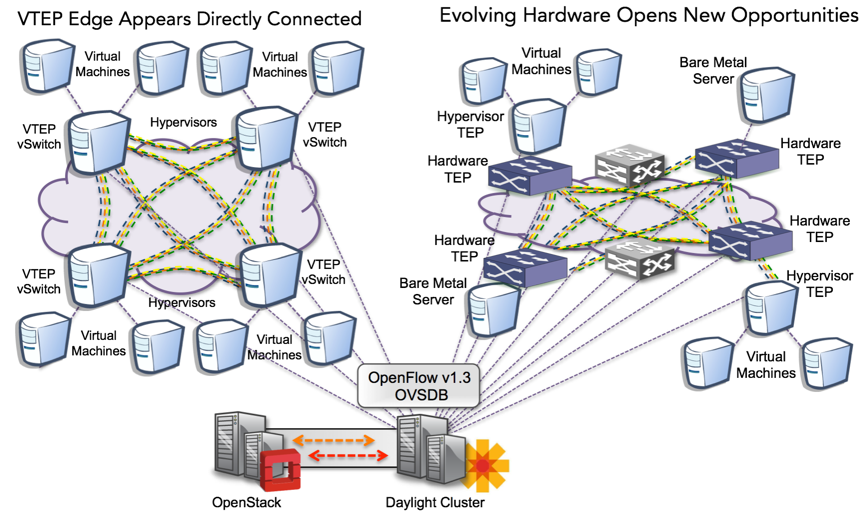 VTEP Edge Appears Directly Connected
Evolving Hardware Opens New Opportunities
Virtual
Machines
Virtual
Machines
VTEP
vSwitch
Hypervisors
VTEP
vSwitch
VTEP
vSwitch
Hypervisors
VTEP
vSwitch
Virtual
Machines
Virtual
Machines
Virtual
Machines
Bare Metal
Server
Hypervisor
TEP
Hardware
TEP
Hardware
TEP
Hardware
TEP
Hardware
TEP
Bare Metal
Server
Hypervisor
TEP
Virtual
Machines
OpenFlow v1.3
OVSDB
OpenStack
Daylight Cluster